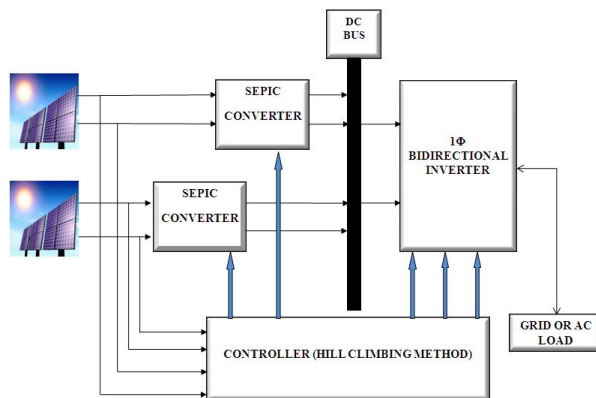 DC
BUS
SEPIC
CONVERTER
1Φ
BIDIRECTIONAL
INVERTER
SEPIC
CONVERTER
GRID OR AC
LOAD
CONTROLLER (HILL CLIMBING METHOD)